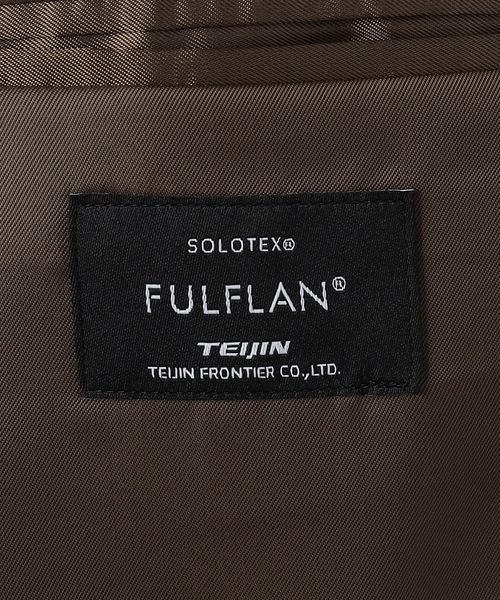 SOLOTEX®
FULFLAN®
TEIJIN
TEIJIN FRONTIER CO.,LTD.